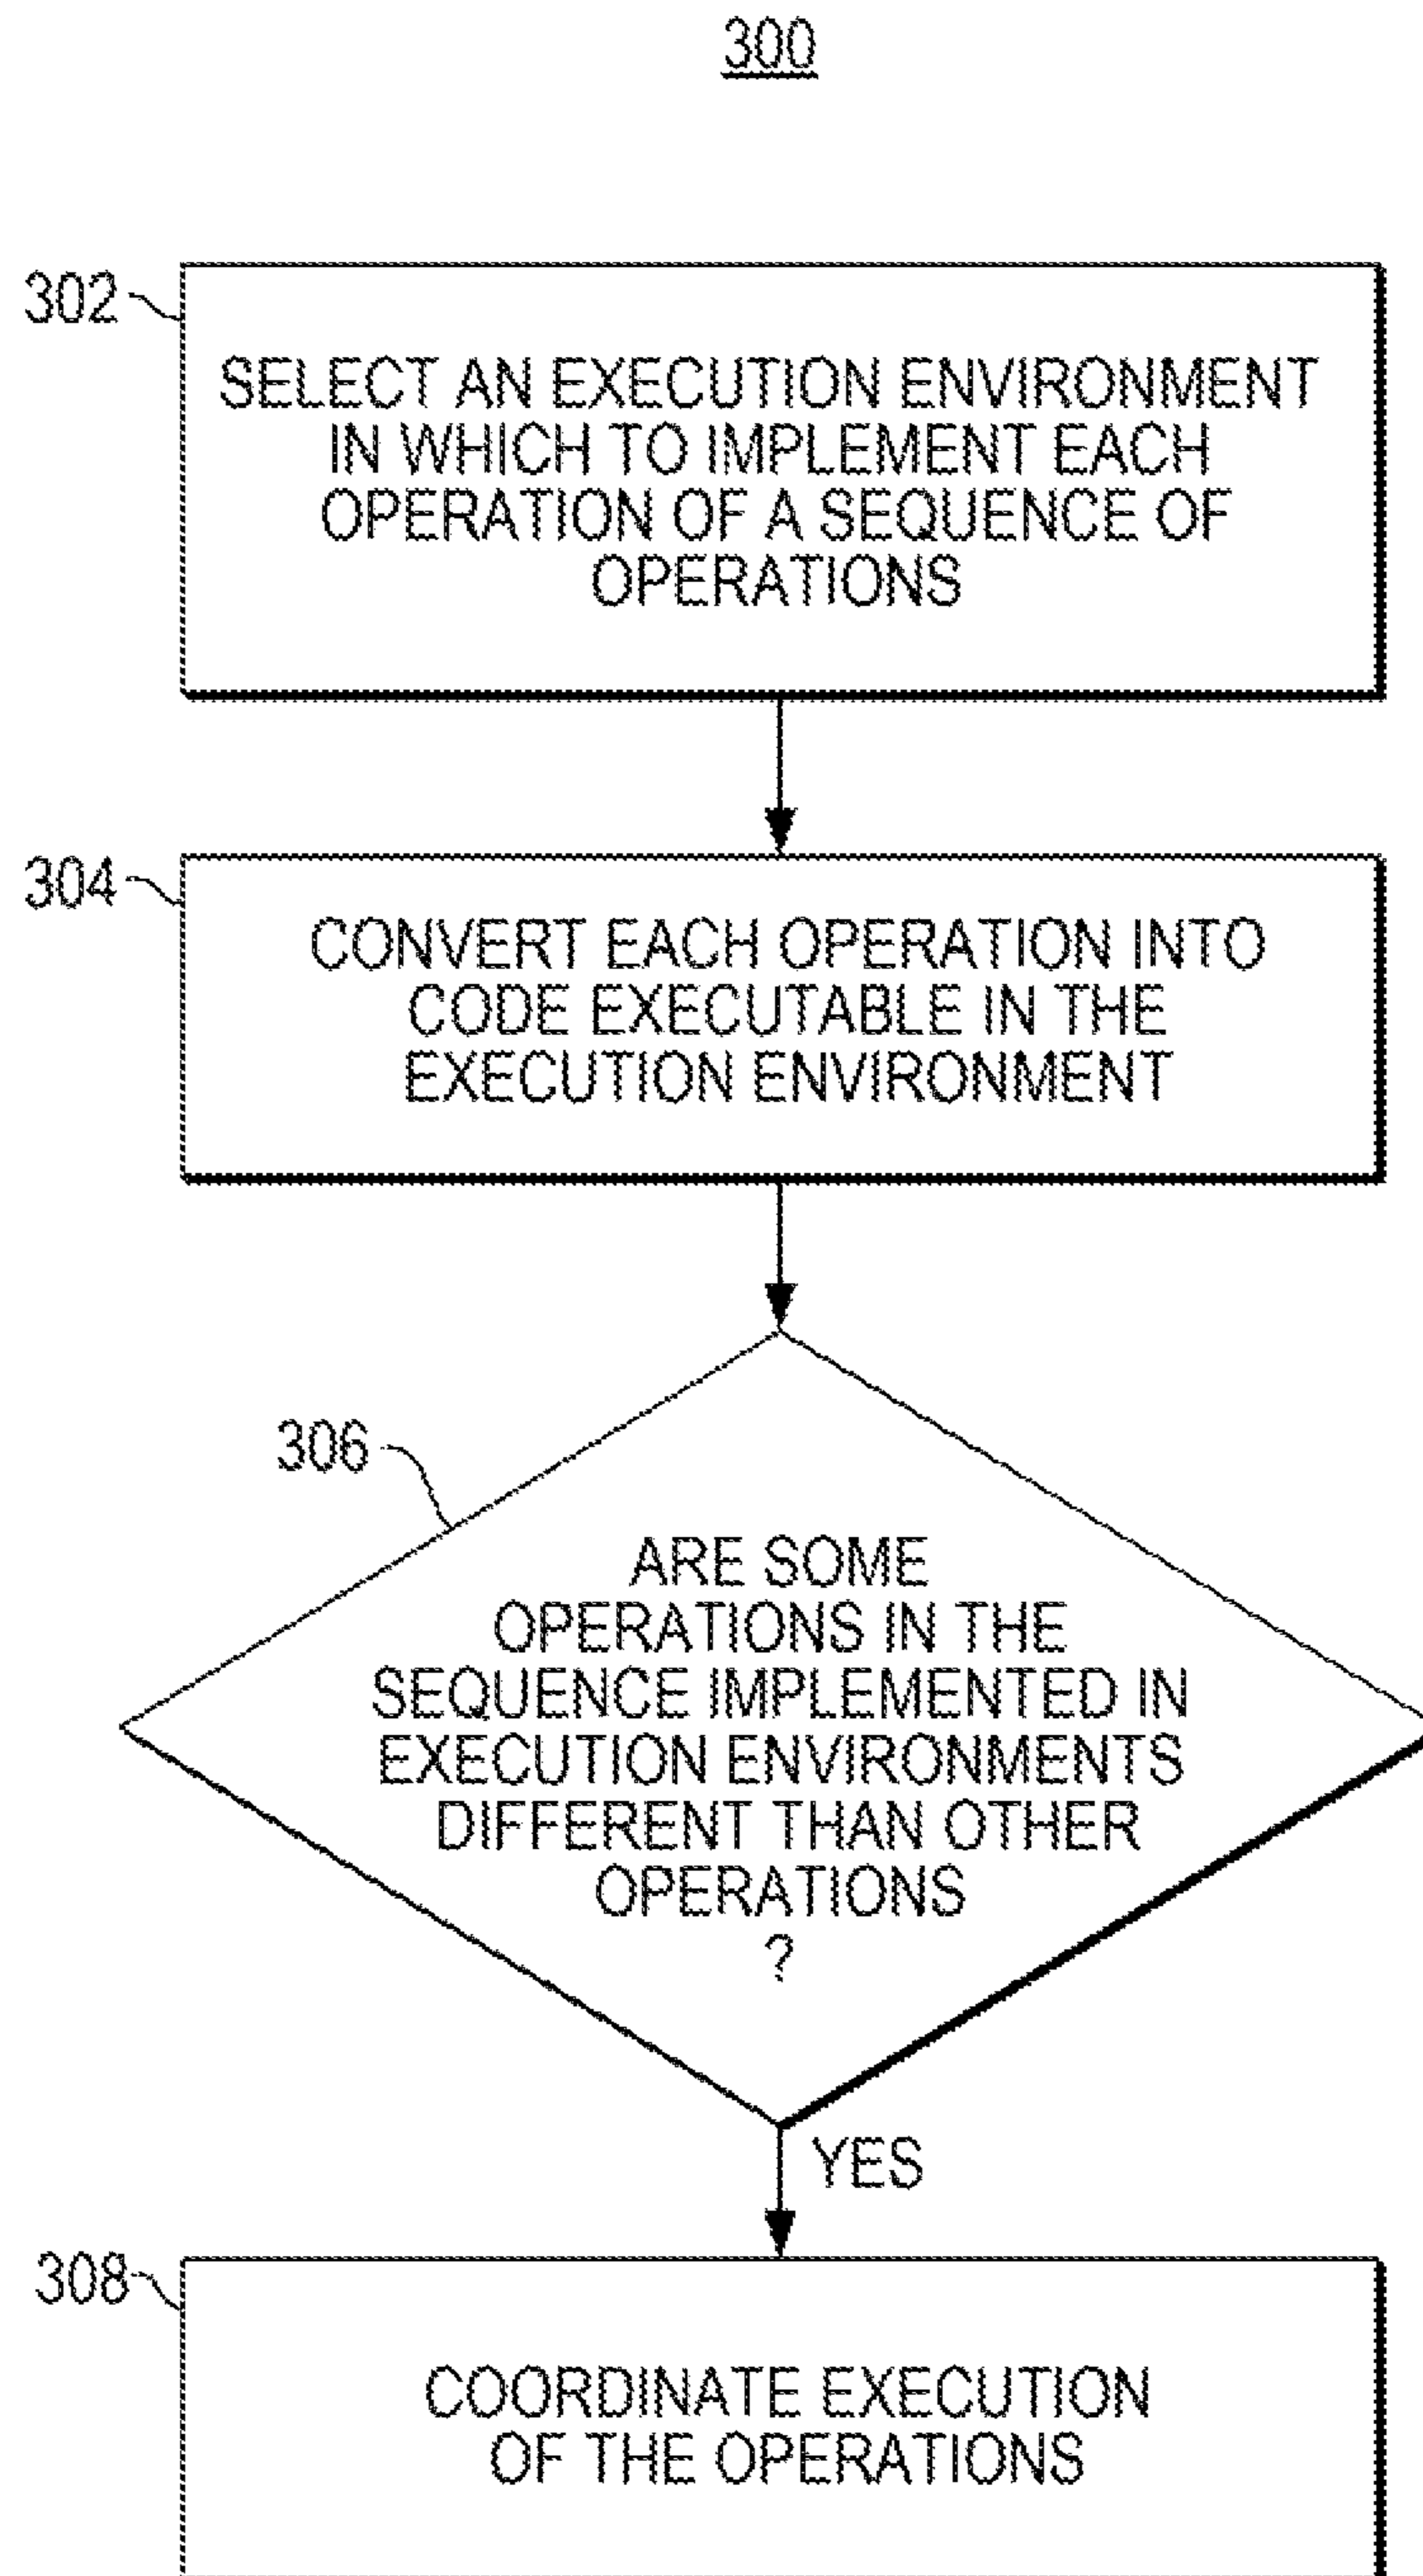 300
302
SELECT AN EXECUTION ENVIRONMENT
IN WHICH TO IMPLEMENT EACH
OPERATION OF A SEQUENCE OF
OPERATIONS
304
CONVERT EACH OPERATION INTO
CODE EXECUTABLE IN THE
EXECUTION ENVIRONMENT
306
ARE SOME
OPERATIONS IN THE
SEQUENCE IMPLEMENTED IN
EXECUTION ENVIRONMENTS
DIFFERENT THAN OTHER
OPERATIONS
?
YES
308
COORDINATE EXECUTION
OF THE OPERATIONS